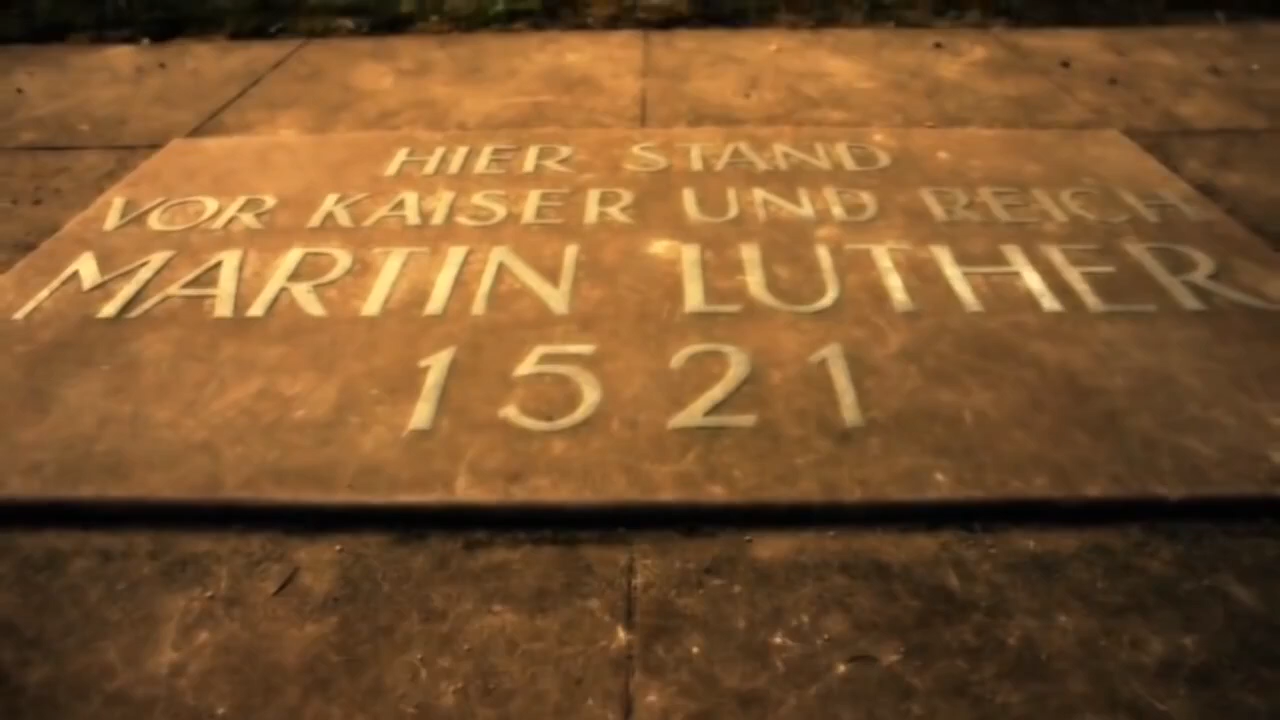 HIER STAND
VOR KAISER UND REICH
MARTIN LUTHER
1521